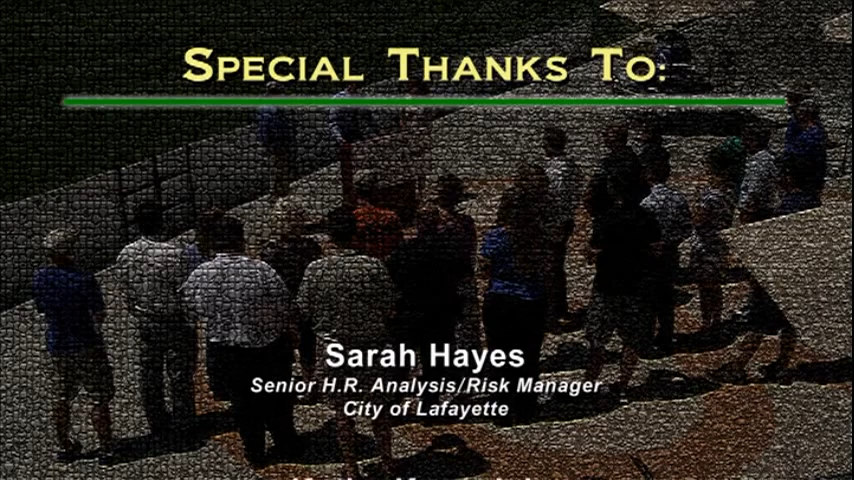 SPECIAL THANKS TO:
Sarah Hayes
Senior H.R. Analysis/Risk Manager
City of Lafayette